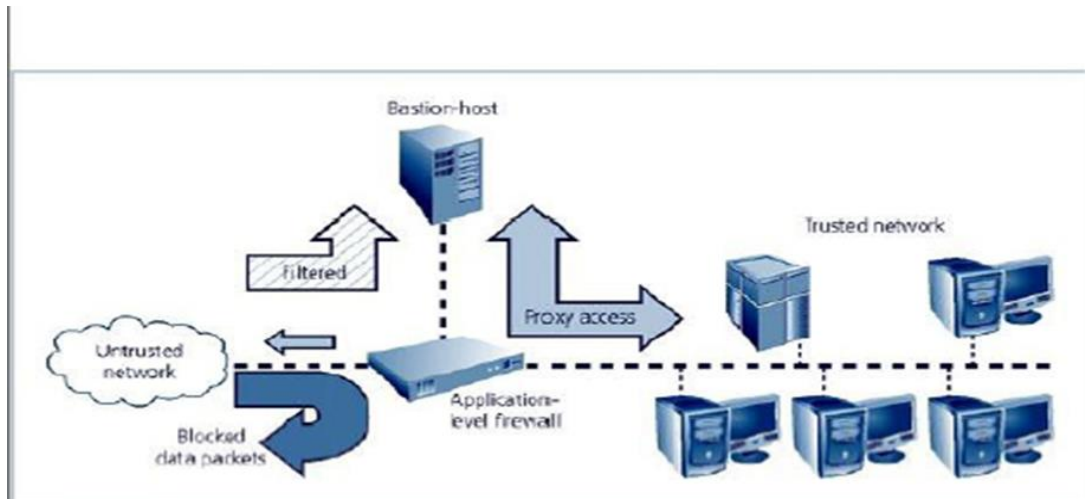 Bastion-host
Trusted network
Filtered
Proxy access
Untrusted
network
Application-
level firewall
Blocked
data packets